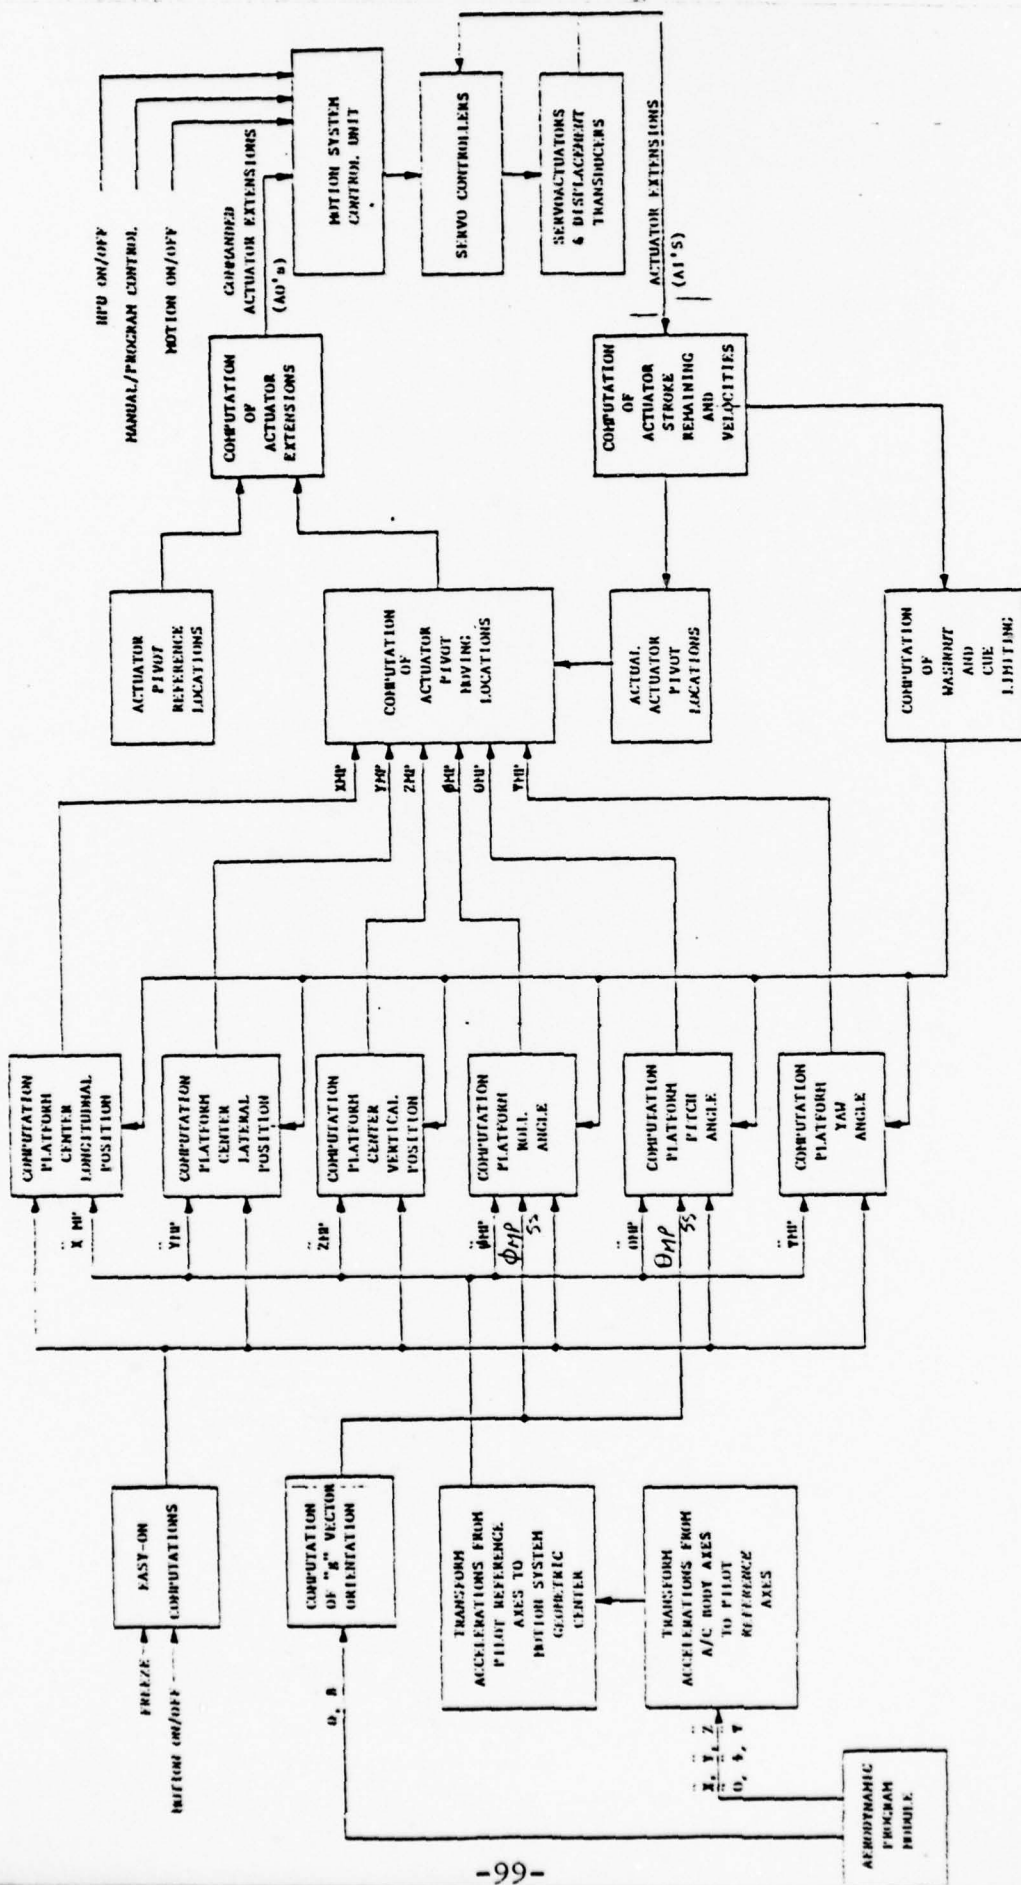 HPU ON/OFF
MANUAL/PROGRAM CONTROL
MOTION ON/OFF
COMMANDED
ACTUATOR EXTENSIONS
(AO's)
MOTION SYSTEM
CONTROL UNIT
SERVO CONTROLLERS
SERVOACTUATORS
& DISPLACEMENT
TRANSDUCERS
ACTUATOR EXTENSIONS
(AI'S)
COMPUTATION
OF
ACTUATOR
EXTENSIONS
COMPUTATION
OF
ACTUATOR
STROKE
REMAINING
AND
VELOCITIES
ACTUATOR
PIVOT
REFERENCE
LOCATIONS
COMPUTATION
OF
ACTUATOR
PIVOT
MOVING
LOCATIONS
ACTUAL
ACTUATOR
PIVOT
LOCATIONS
COMPUTATION
OF
WASHOUT
AND
CUE
LIMITING
XMP
YMP
ZMP
ØMP
ΘMP
ΨMP
COMPUTATION
PLATFORM
CENTER
LONGITUIDNAL
POSITION
COMPUTATION
PLATFORM
CENTER
LATERAL
POSITION
COMPUTATION
PLATFORM
CENTER
VERTICAL
POSITION
COMPUTATION
PLATFORM
ROLL
ANGLE
COMPUTATION
PLATFORM
PITCH
ANGLE
COMPUTATION
PLATFORM
YAW
ANGLE
Ẍ MP
ŸMP
Z̈MP
ØMP
ΦMP
SS
ΘMP
θMP
SS
ΨMP
EASY-ON
COMPUTATIONS
FREEZE
MOTION ON/OFF
COMPUTATION
OF "g" VECTOR
ORIENTATION
TRANSFORM
ACCELERATIONS FROM
PILOT REFERENCE
AXES TO
MOTION SYSTEM
GEOMETRIC
CENTER
TRANSFORM
ACCELERATIONS FROM
A/C BODY AXES
TO PILOT
REFERENCE
AXES
Ẍ, Ÿ, Z̈
AERODYNAMIC
PROGRAM
MODULE
-99-